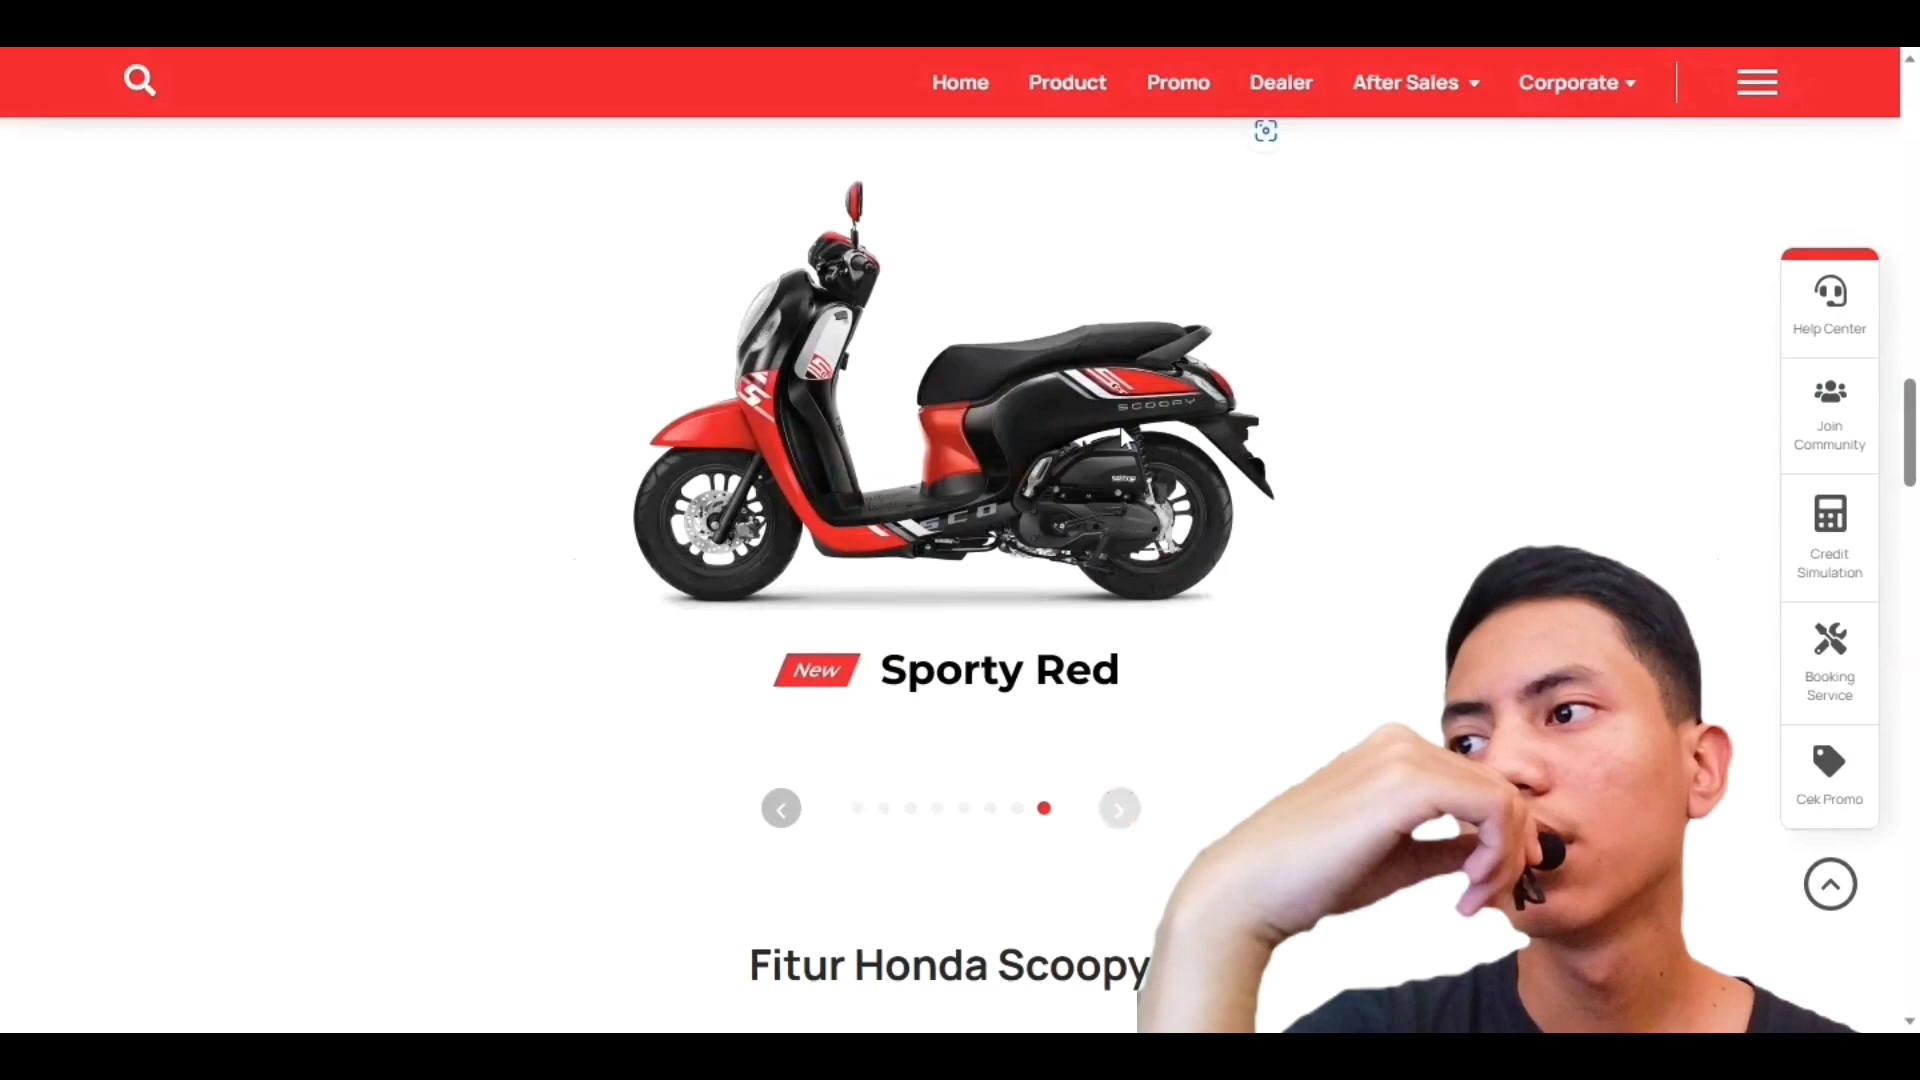 Home Product Promo Dealer After Sales Corporate
Help Center
Join
Community
Credit
Simulation
Booking
Service
Cek Promo
S
SCOOPY
SCO
New Sporty Red
Fitur Honda Scoopy